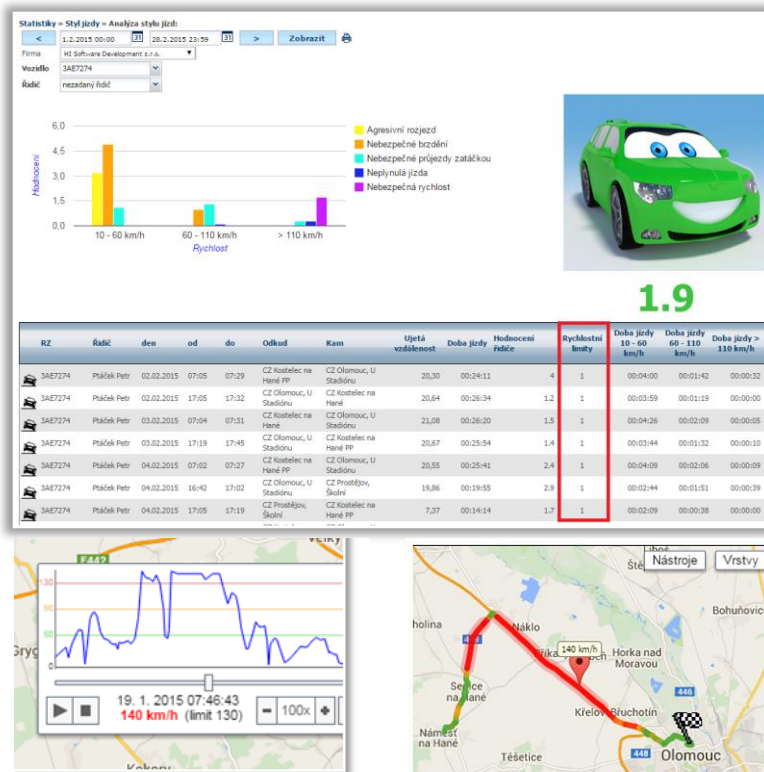 Statistiky » Styl jízdy » Analýza stylu jízd:
< 1.2.2015 00:00 31 28.2.2015 23:59 31 > Zobrazit
Firma HI Software Development s.r.o.
Vozidlo 3AE7274
Řidič nezadaný řidič
Hodnocení
6,0
4,5
3,0
1,5
0,0
10 - 60 km/h 60 - 110 km/h > 110 km/h
Rychlost
Agresivní rozjezd
Nebezpečné brzdění
Nebezpečné průjezdy zatáčkou
Neplynulá jízda
Nebezpečná rychlost
1.9
RZ Řidič den od do Odkud Kam Ujetá vzdálenost Doba jízdy Hodnocení řidiče Rychlostní limity Doba jízdy 10 - 60 km/h Doba jízdy 60 - 110 km/h Doba jízdy > 110 km/h
3AE7274 Ptáček Petr 02.02.2015 07:05 07:29 CZ Kostelec na Hané PP CZ Olomouc, U Stadiónu 20,30 00:24:11 4 1 00:04:00 00:01:42 00:00:32
3AE7274 Ptáček Petr 02.02.2015 17:05 17:32 CZ Olomouc, U Stadiónu CZ Kostelec na Hané 20,64 00:26:34 1.2 1 00:03:59 00:01:19 00:00:00
3AE7274 Ptáček Petr 03.02.2015 07:04 07:31 CZ Kostelec na Hané CZ Olomouc, U Stadiónu 21,08 00:26:20 1.5 1 00:04:26 00:02:09 00:00:05
3AE7274 Ptáček Petr 03.02.2015 17:19 17:45 CZ Olomouc, U Stadiónu CZ Kostelec na Hané PP 20,67 00:25:54 1.4 1 00:03:44 00:01:32 00:00:10
3AE7274 Ptáček Petr 04.02.2015 07:02 07:27 CZ Kostelec na Hané PP CZ Olomouc, U Stadiónu 20,55 00:25:41 2.4 1 00:04:09 00:02:06 00:00:09
3AE7274 Ptáček Petr 04.02.2015 16:42 17:02 CZ Olomouc, U Stadiónu CZ Prostějov, Školní 19,86 00:19:55 2.9 1 00:02:44 00:01:51 00:00:39
3AE7274 Ptáček Petr 04.02.2015 17:05 17:19 CZ Prostějov, Školní CZ Kostelec na Hané PP 7,37 00:14:14 1.7 1 00:02:09 00:00:38 00:00:00
E442
130
90
50
0
19. 1. 2015 07:46:43
140 km/h (limit 130)
- 100x +
Kokory
Nástroje Vrstvy
Náklo
140 km/h
Horka nad Moravou
446
Křelov-Břuchotín
Náměšť na Hané
448 Olomouc
Těšetice